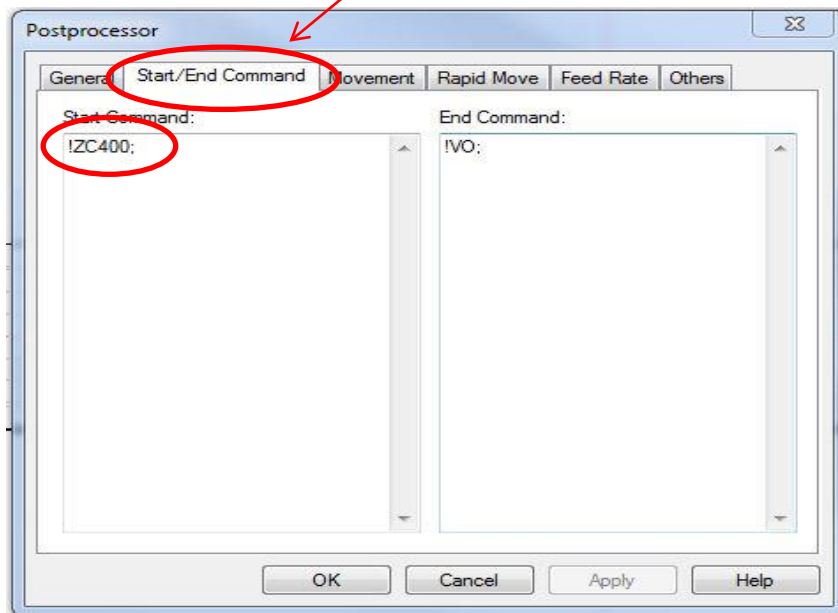 Postprocessor
General Start/End Command Movement Rapid Move Feed Rate Others
Start Command: End Command:
!ZC400; !VO;
OK Cancel Apply Help